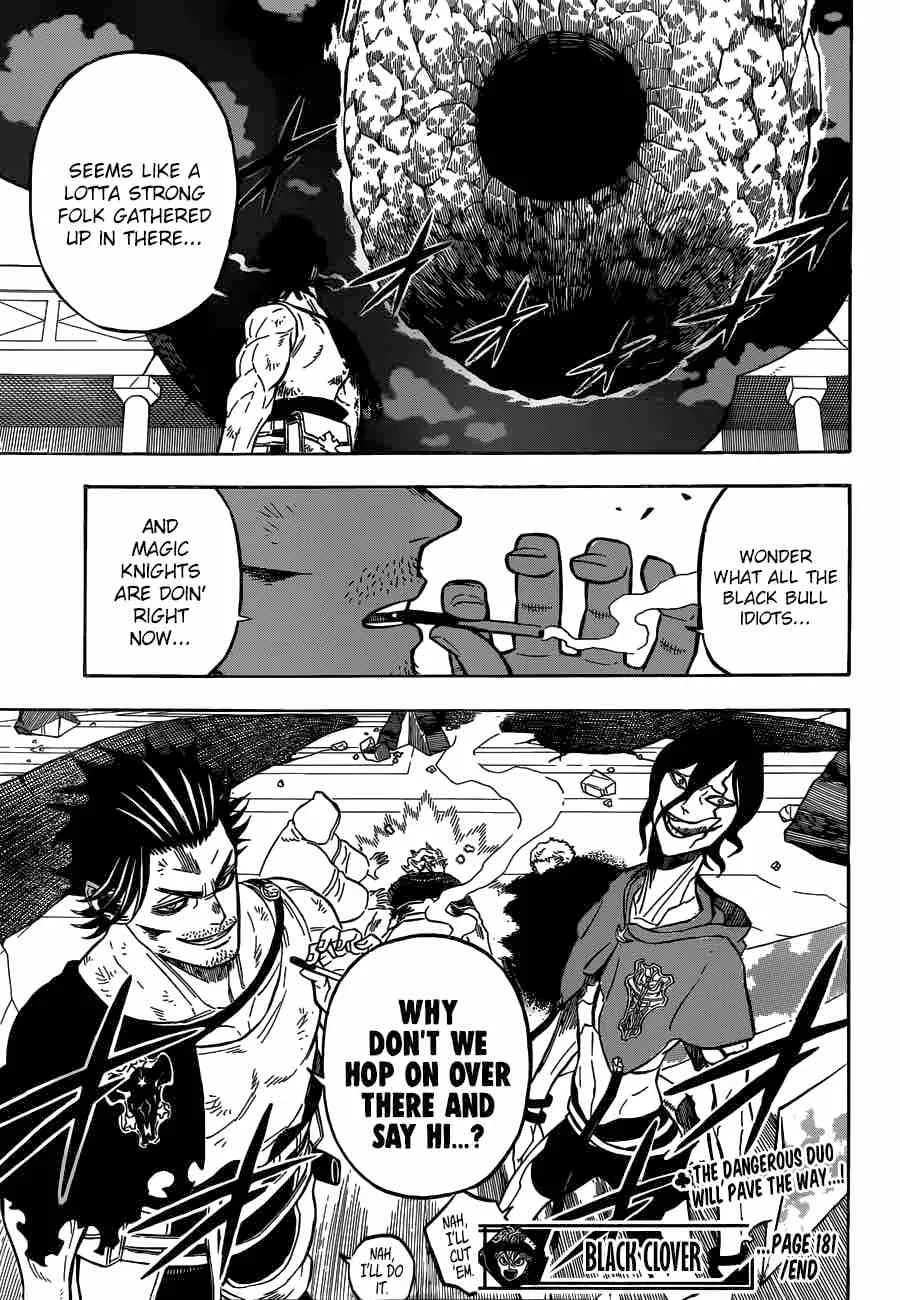 SEEMS LIKE A
LOTTA STRONG
FOLK GATHERED
UP IN THERE...
WONDER
WHAT ALL THE
BLACK BULL
IDIOTS...
AND
MAGIC
KNIGHTS
ARE DOIN'
RIGHT
NOW...
WHY
DON'T WE
HOP ON OVER
THERE AND
SAY HI...?
NAH,
I'LL
CUT
'EM.
NAH,
I'LL DO
IT.
♣THE DANGEROUS DUO
WILL PAVE THE WAY...!
BLACK CLOVER
...PAGE 181
/END